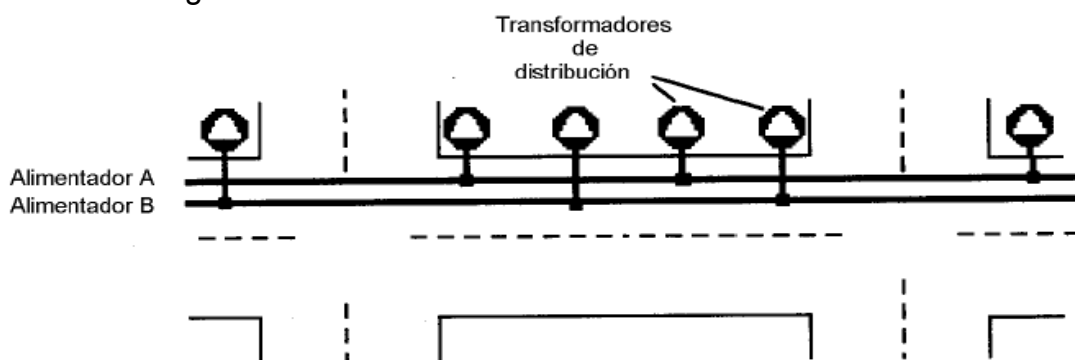 Transformadores
de
distribución
Alimentador A
Alimentador B